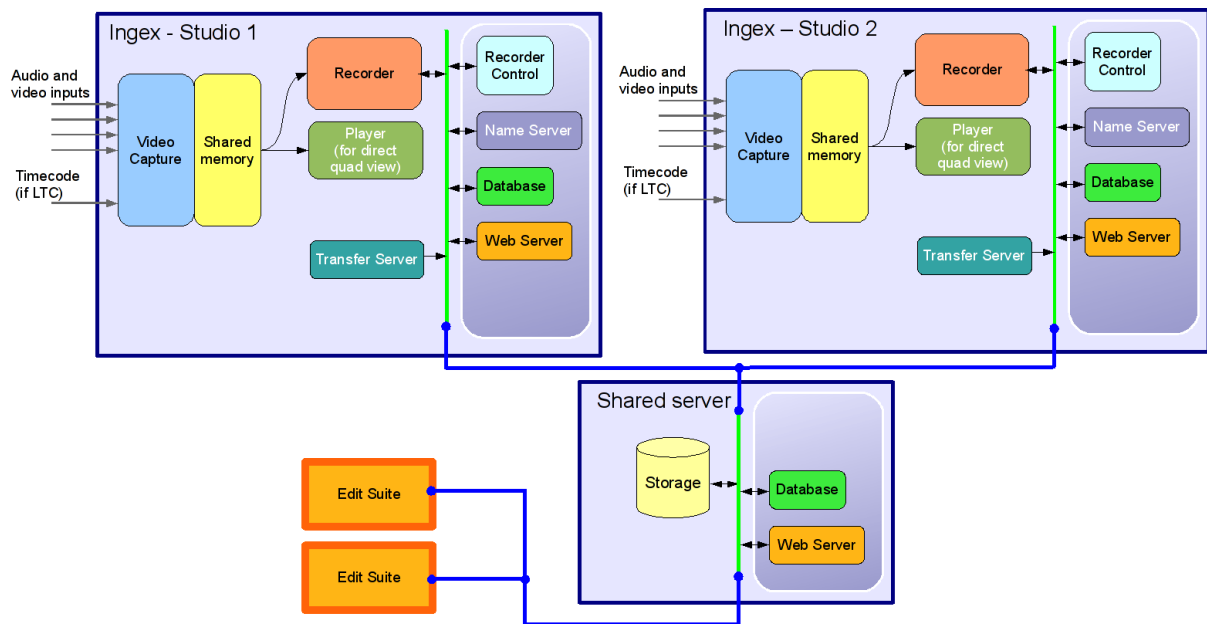 Ingex - Studio 1
Audio and
video inputs
Timecode
(if LTC)
Video
Capture
Shared
memory
Recorder
Player
(for direct
quad view)
Transfer Server
Recorder
Control
Name Server
Database
Web Server
Ingex – Studio 2
Audio and
video inputs
Timecode
(if LTC)
Video
Capture
Shared
memory
Recorder
Player
(for direct
quad view)
Transfer Server
Recorder
Control
Name Server
Database
Web Server
Shared server
Storage
Database
Web Server
Edit Suite
Edit Suite